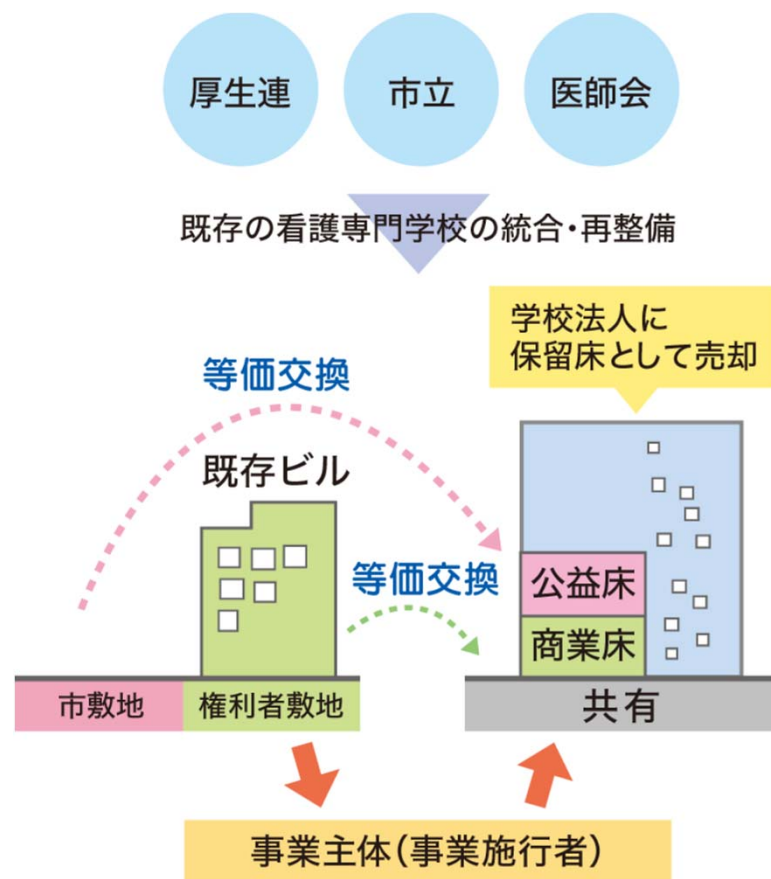 厚生連
市立
医師会
既存の看護専門学校の統合・再整備
学校法人に
保留床として売却
等価交換
既存ビル
等価交換
公益床
商業床
市敷地
権利者敷地
共有
事業主体(事業施行者)